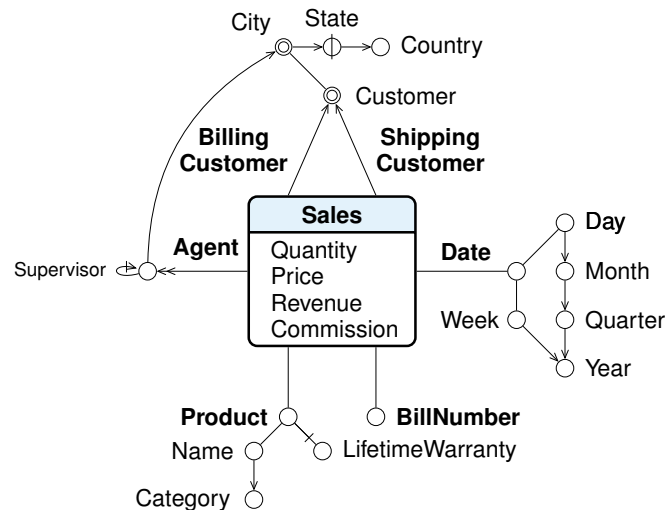 State
City
Country
Customer
Billing
Customer
Shipping
Customer
Sales
Quantity
Price
Revenue
Commission
Supervisor
Agent
Date
Day
Month
Week
Quarter
Year
Product
BillNumber
Name
LifetimeWarranty
Category